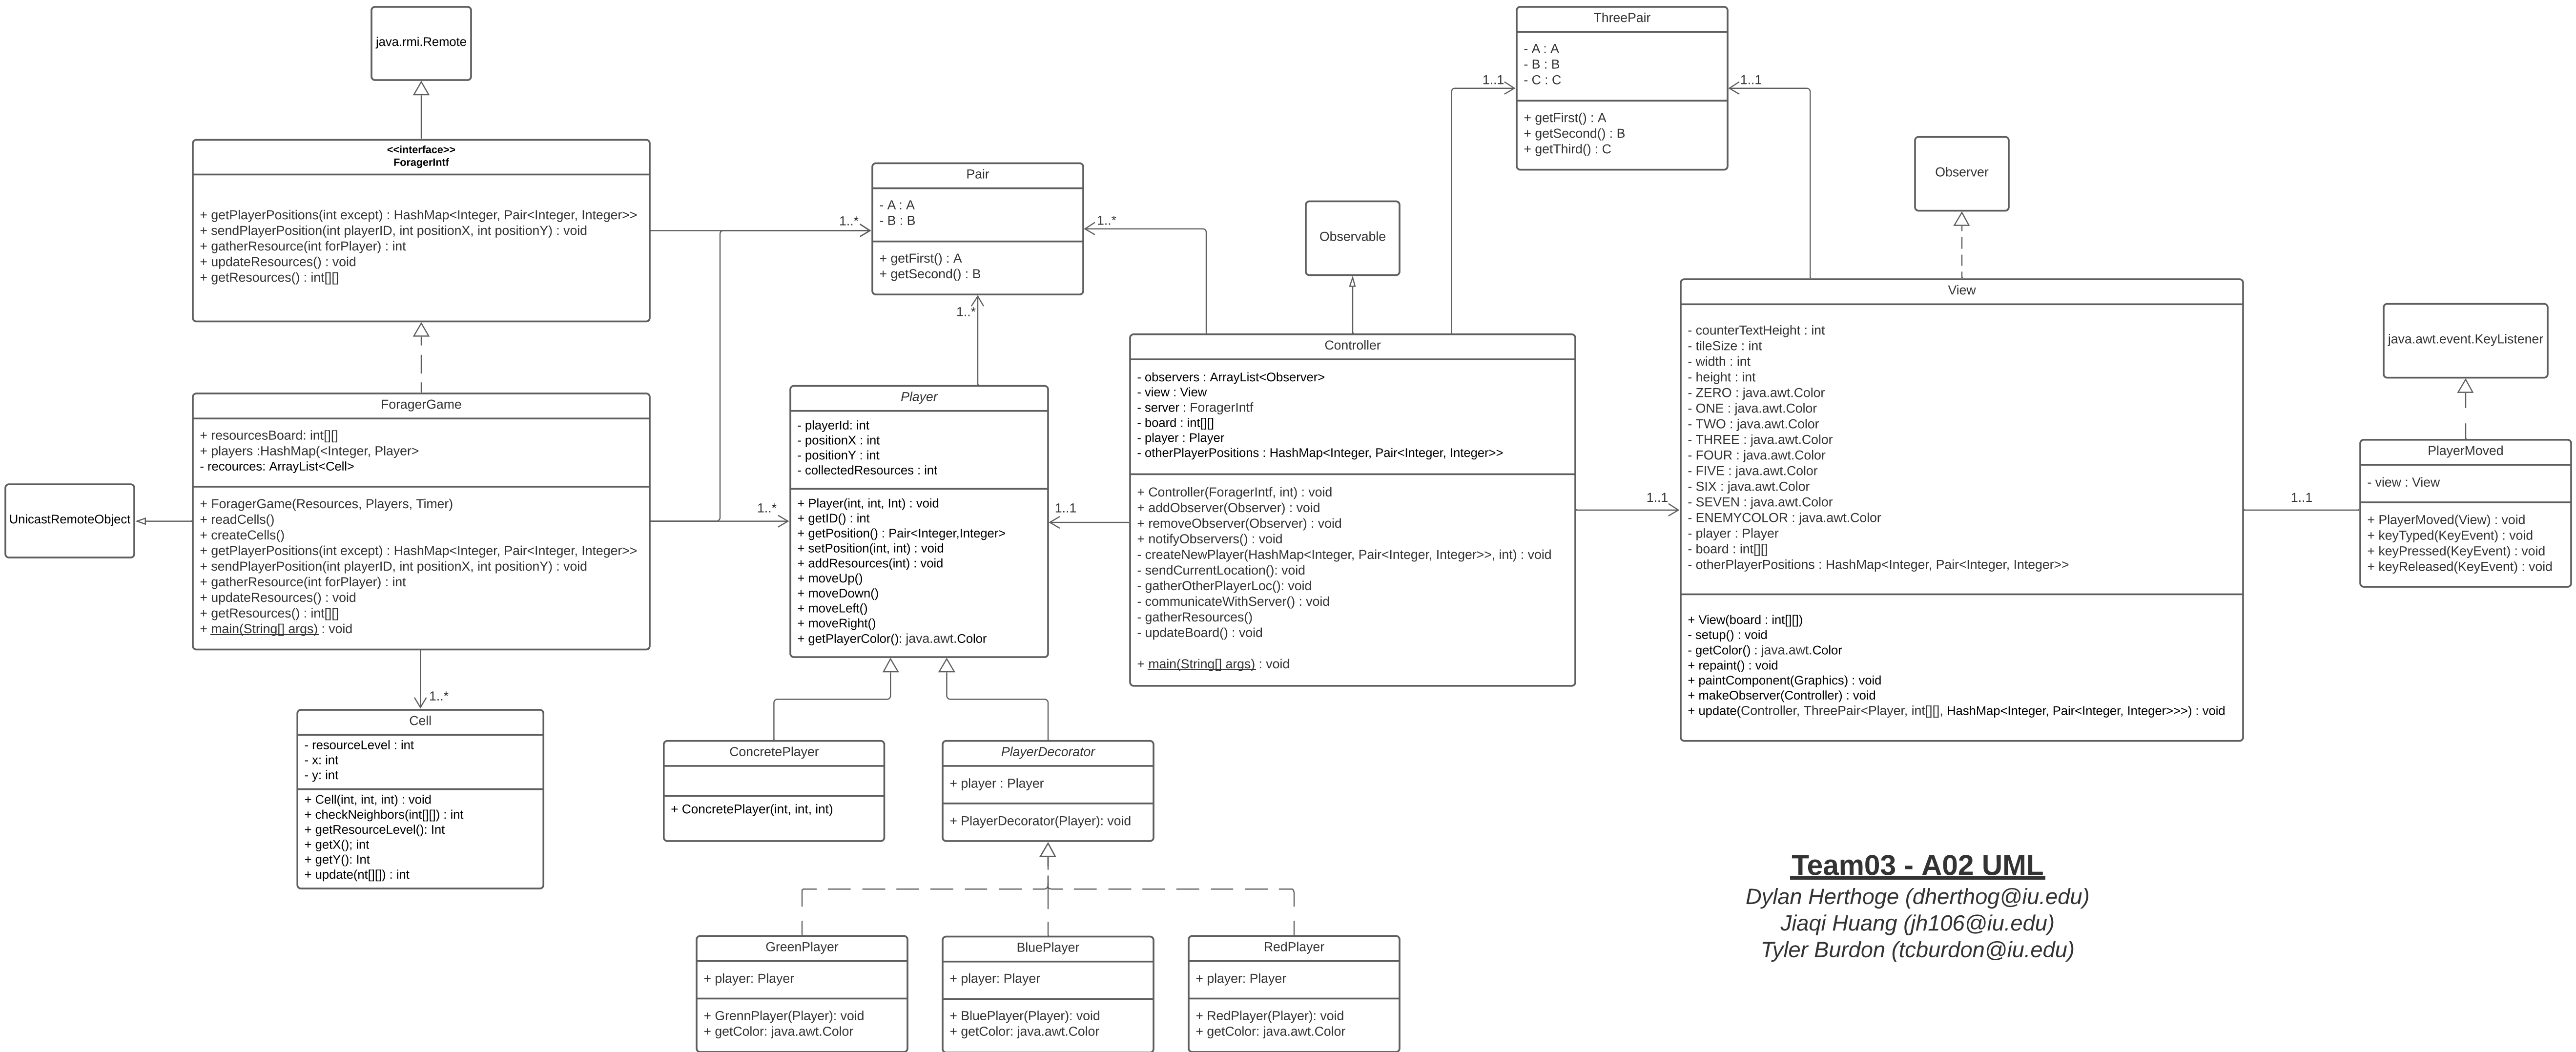 java.rmi.Remote
<<interface>>
ForagerIntf
+ getPlayerPositions(int except) : HashMap<Integer, Pair<Integer, Integer>>
+ sendPlayerPosition(int playerID, int positionX, int positionY) : void
+ gatherResource(int forPlayer) : int
+ updateResources() : void
+ getResources() : int[][]
ForagerGame
+ resourcesBoard: int[][]
+ players :HashMap(<Integer, Player>
- recources: ArrayList<Cell>
+ ForagerGame(Resources, Players, Timer)
+ readCells()
+ createCells()
+ getPlayerPositions(int except) : HashMap<Integer, Pair<Integer, Integer>>
+ sendPlayerPosition(int playerID, int positionX, int positionY) : void
+ gatherResource(int forPlayer) : int
+ updateResources() : void
+ getResources() : int[][]
+ main(String[] args) : void
UnicastRemoteObject
1..*
Cell
- resourceLevel : int
- x: int
- y: int
+ Cell(int, int, int) : void
+ checkNeighbors(int[][]) : int
+ getResourceLevel(): Int
+ getX(); int
+ getY(): Int
+ update(nt[][]) : int
1..*
Pair
- A : A
- B : B
+ getFirst() : A
+ getSecond() : B
1..*
1..*
1..*
Player
- playerId: int
- positionX : int
- positionY : int
- collectedResources : int
+ Player(int, int, Int) : void
+ getID() : int
+ getPosition() : Pair<Integer,Integer>
+ setPosition(int, int) : void
+ addResources(int) : void
+ moveUp()
+ moveDown()
+ moveLeft()
+ moveRight()
+ getPlayerColor(): java.awt.Color
1..1
ConcretePlayer
+ ConcretePlayer(int, int, int)
PlayerDecorator
+ player : Player
+ PlayerDecorator(Player): void
GreenPlayer
+ player: Player
+ GrennPlayer(Player): void
+ getColor: java.awt.Color
BluePlayer
+ player: Player
+ BluePlayer(Player): void
+ getColor: java.awt.Color
RedPlayer
+ player: Player
+ RedPlayer(Player): void
+ getColor: java.awt.Color
Observable
Controller
- observers : ArrayList<Observer>
- view : View
- server : ForagerIntf
- board : int[][]
- player : Player
- otherPlayerPositions : HashMap<Integer, Pair<Integer, Integer>>
+ Controller(ForagerIntf, int) : void
+ addObserver(Observer) : void
+ removeObserver(Observer) : void
+ notifyObservers() : void
- createNewPlayer(HashMap<Integer, Pair<Integer, Integer>>, int) : void
- sendCurrentLocation(): void
- gatherOtherPlayerLoc(): void
- communicateWithServer() : void
- gatherResources()
- updateBoard() : void
+ main(String[] args) : void
1..1
ThreePair
- A : A
- B : B
- C : C
+ getFirst() : A
+ getSecond() : B
+ getThird() : C
1..1
1..1
Observer
View
- counterTextHeight : int
- tileSize : int
- width : int
- height : int
- ZERO : java.awt.Color
- ONE : java.awt.Color
- TWO : java.awt.Color
- THREE : java.awt.Color
- FOUR : java.awt.Color
- FIVE : java.awt.Color
- SIX : java.awt.Color
- SEVEN : java.awt.Color
- ENEMYCOLOR : java.awt.Color
- player : Player
- board : int[][]
- otherPlayerPositions : HashMap<Integer, Pair<Integer, Integer>>
+ View(board : int[][])
- setup() : void
- getColor() : java.awt.Color
+ repaint() : void
+ paintComponent(Graphics) : void
+ makeObserver(Controller) : void
+ update(Controller, ThreePair<Player, int[][], HashMap<Integer, Pair<Integer, Integer>>>) : void
1..1
java.awt.event.KeyListener
PlayerMoved
- view : View
+ PlayerMoved(View) : void
+ keyTyped(KeyEvent) : void
+ keyPressed(KeyEvent) : void
+ keyReleased(KeyEvent) : void
Team03 - A02 UML
Dylan Herthoge (dherthog@iu.edu)
Jiaqi Huang (jh106@iu.edu)
Tyler Burdon (tcburdon@iu.edu)